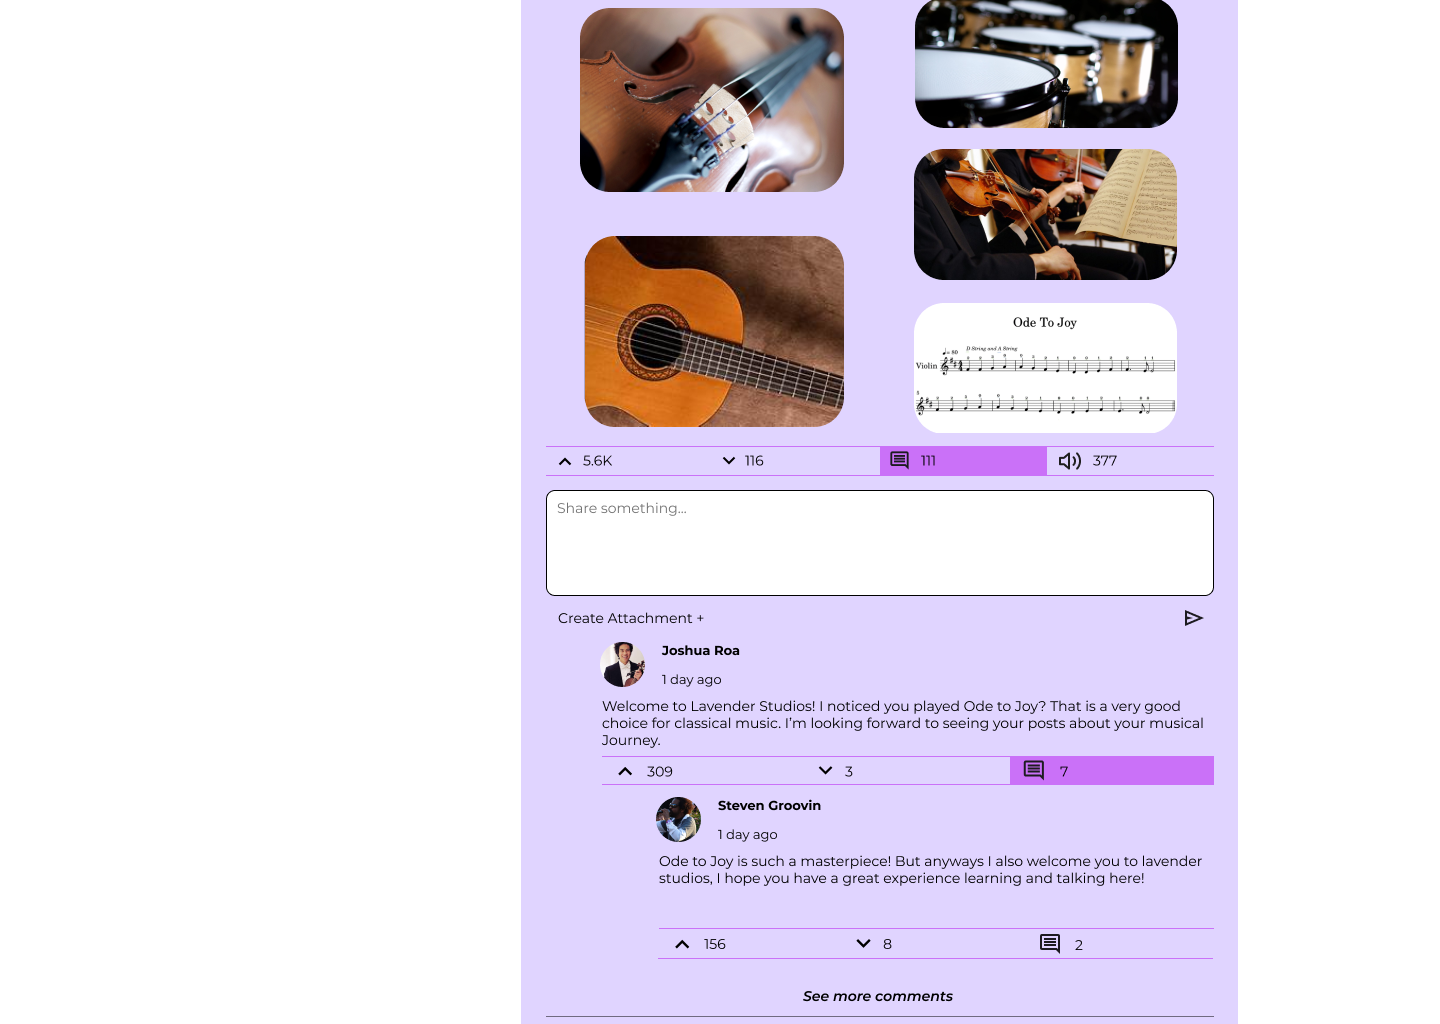 Ode To Joy
D String and A String
= 80
Violin
5.6K
116
111
377
Share something...
Create Attachment +
Joshua Roa
1 day ago
Welcome to Lavender Studios! I noticed you played Ode to Joy? That is a very good
choice for classical music. I’m looking forward to seeing your posts about your musical
Journey.
309
3
7
Steven Groovin
1 day ago
Ode to Joy is such a masterpiece! But anyways I also welcome you to lavender
studios, I hope you have a great experience learning and talking here!
156
8
2
See more comments